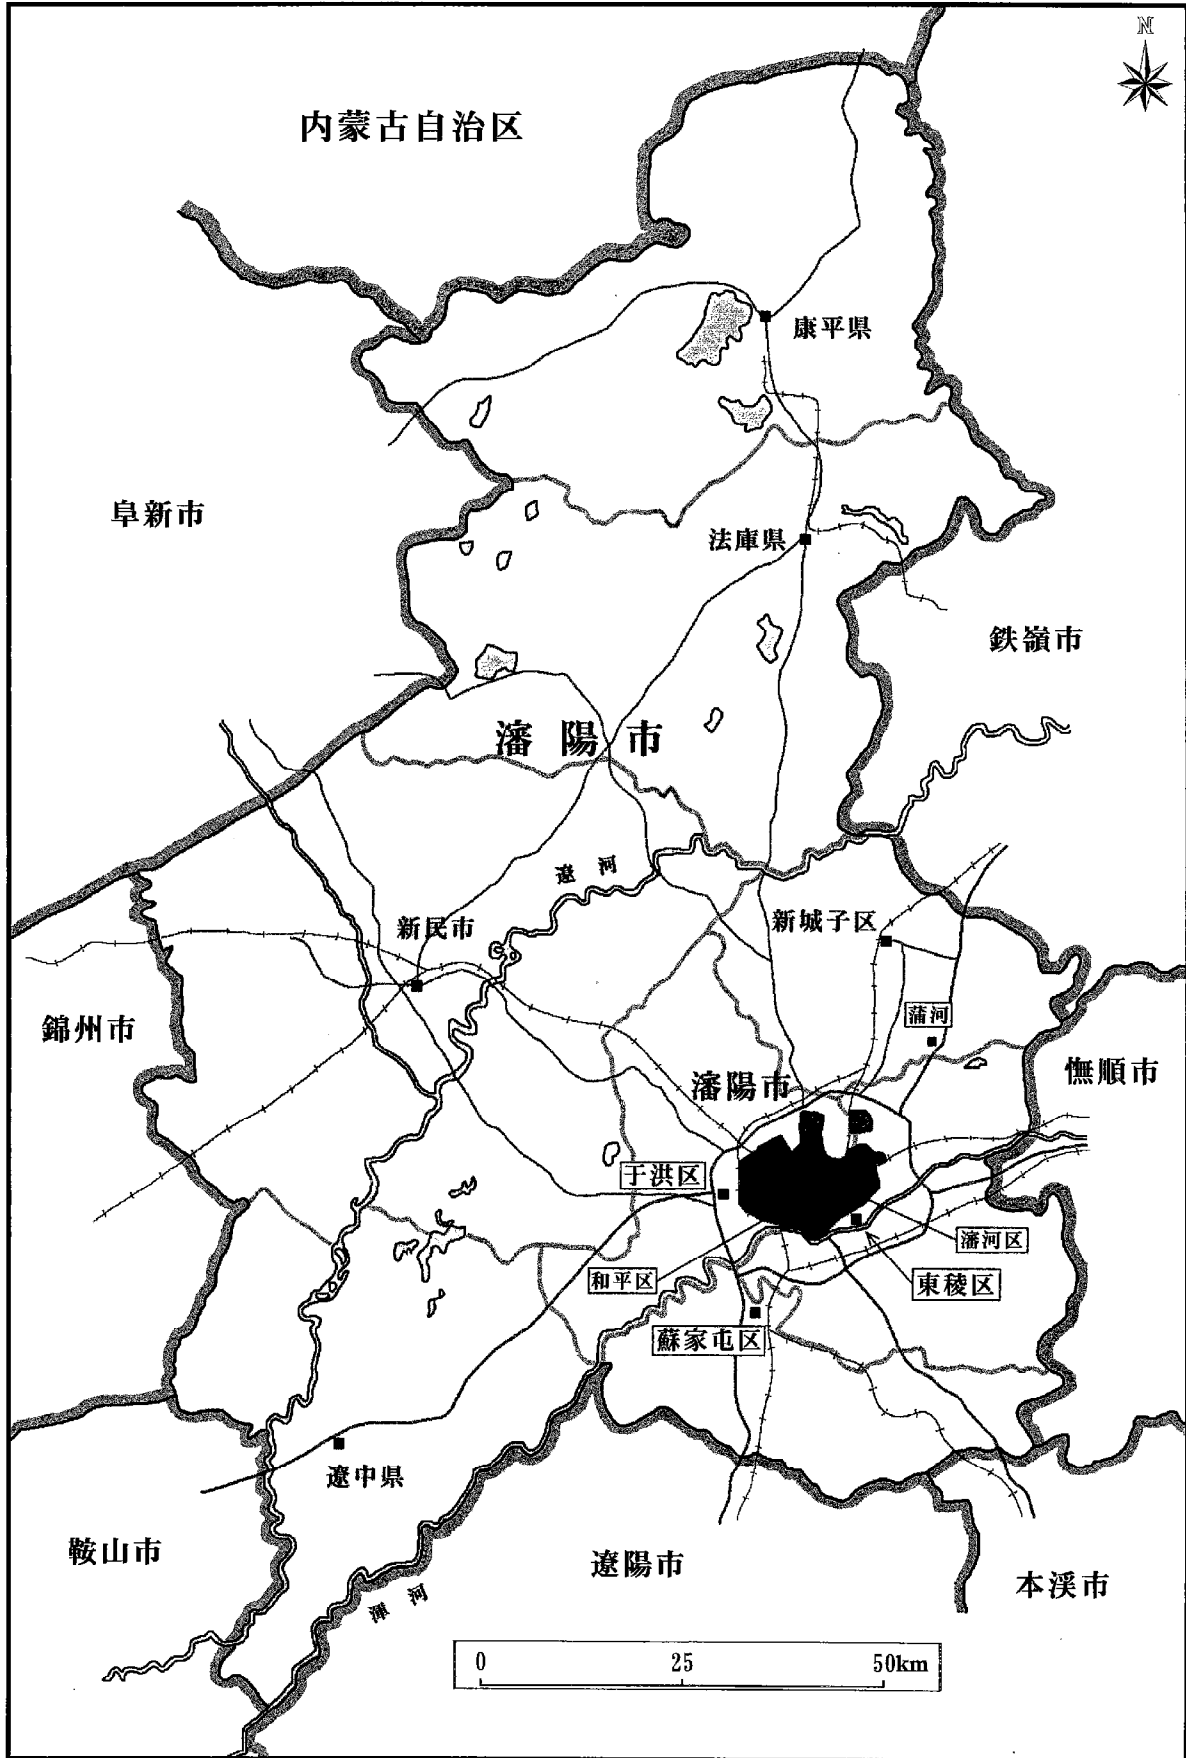 N
内蒙古自治区
康平県
阜新市
法庫県
鉄嶺市
瀋陽市
遼河
新民市
新城子区
錦州市
蒲河
撫順市
瀋陽市
于洪区
瀋河区
和平区
東稜区
蘇家屯区
遼中県
鞍山市
遼陽市
本渓市
渾河
0 25 50km